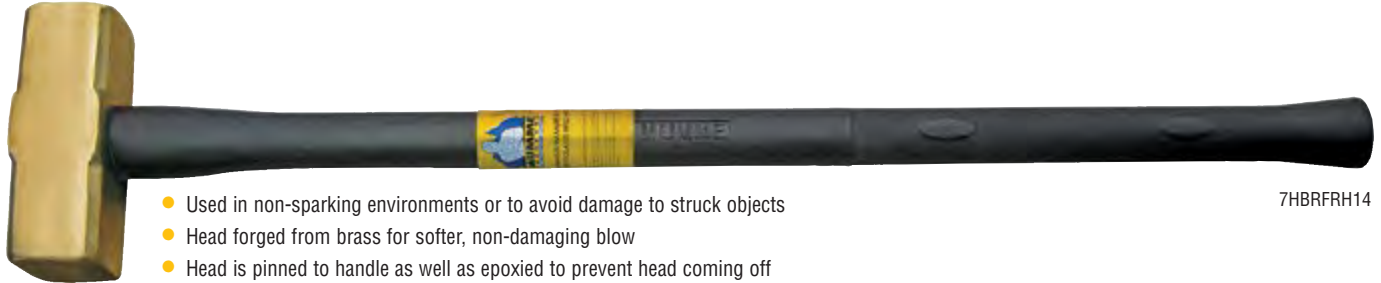 MUMME
7HBRFRH14
Used in non-sparking environments or to avoid damage to struck objects
Head forged from brass for softer, non-damaging blow
Head is pinned to handle as well as epoxied to prevent head coming off